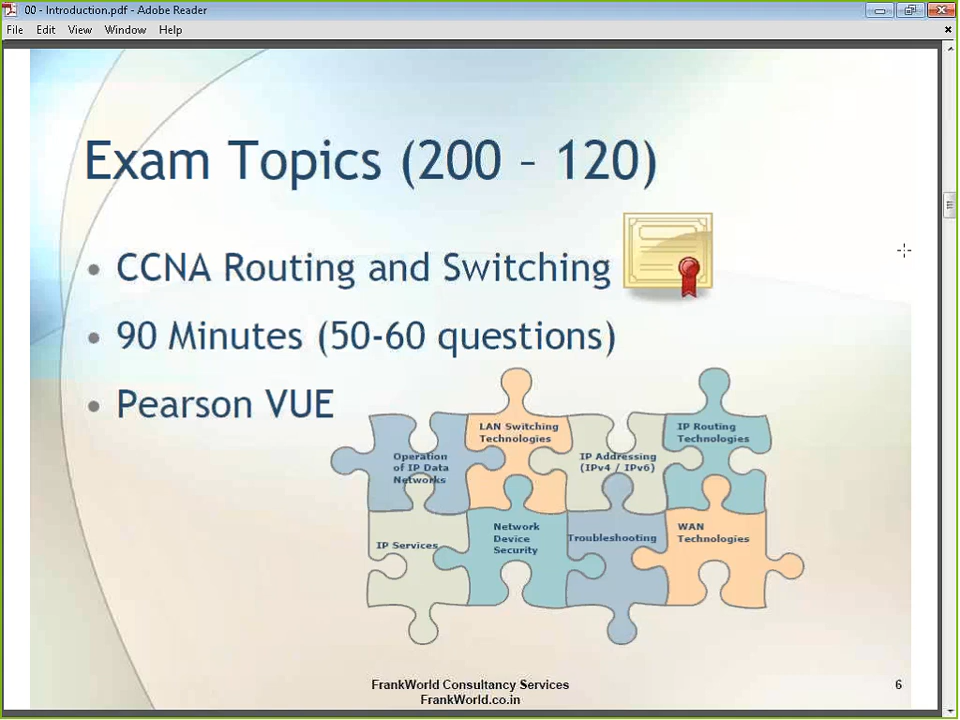 00 - Introduction.pdf - Adobe Reader
File Edit View Window Help
Exam Topics (200 – 120)
• CCNA Routing and Switching
• 90 Minutes (50-60 questions)
• Pearson VUE
Operation
of IP Data
Networks
LAN Switching
Technologies
IP Addressing
(IPv4 / IPv6)
IP Routing
Technologies
IP Services
Network
Device
Security
Troubleshooting
WAN
Technologies
FrankWorld Consultancy Services
FrankWorld.co.in
6